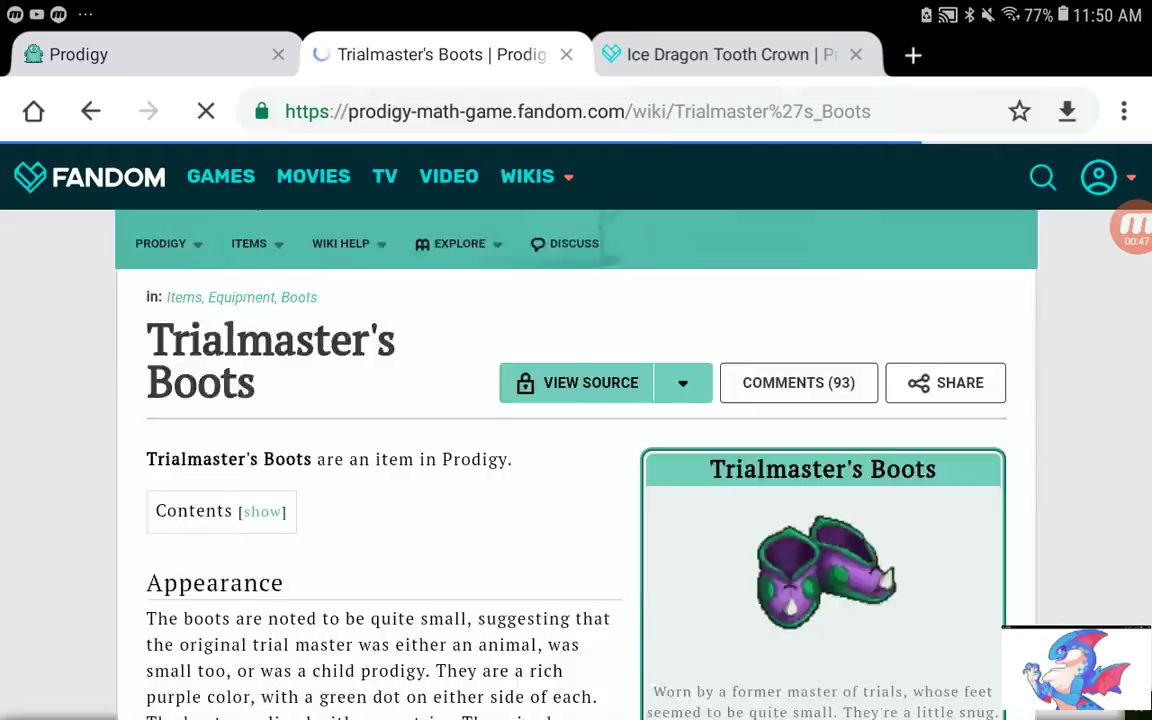 ··· 77% 11:50 AM
Prodigy
Trialmaster's Boots | Prodig
Ice Dragon Tooth Crown | P
https://prodigy-math-game.fandom.com/wiki/Trialmaster%27s_Boots
FANDOM GAMES MOVIES TV VIDEO WIKIS
00:47
PRODIGY ITEMS WIKI HELP EXPLORE DISCUSS
in: Items, Equipment, Boots
Trialmaster's
Boots
VIEW SOURCE COMMENTS (93) SHARE
Trialmaster's Boots are an item in Prodigy.
Contents [show]
Appearance
The boots are noted to be quite small, suggesting that
the original trial master was either an animal, was
small too, or was a child prodigy. They are a rich
purple color, with a green dot on either side of each.
Trialmaster's Boots
Worn by a former master of trials, whose feet
seemed to be quite small. They're a little snug.